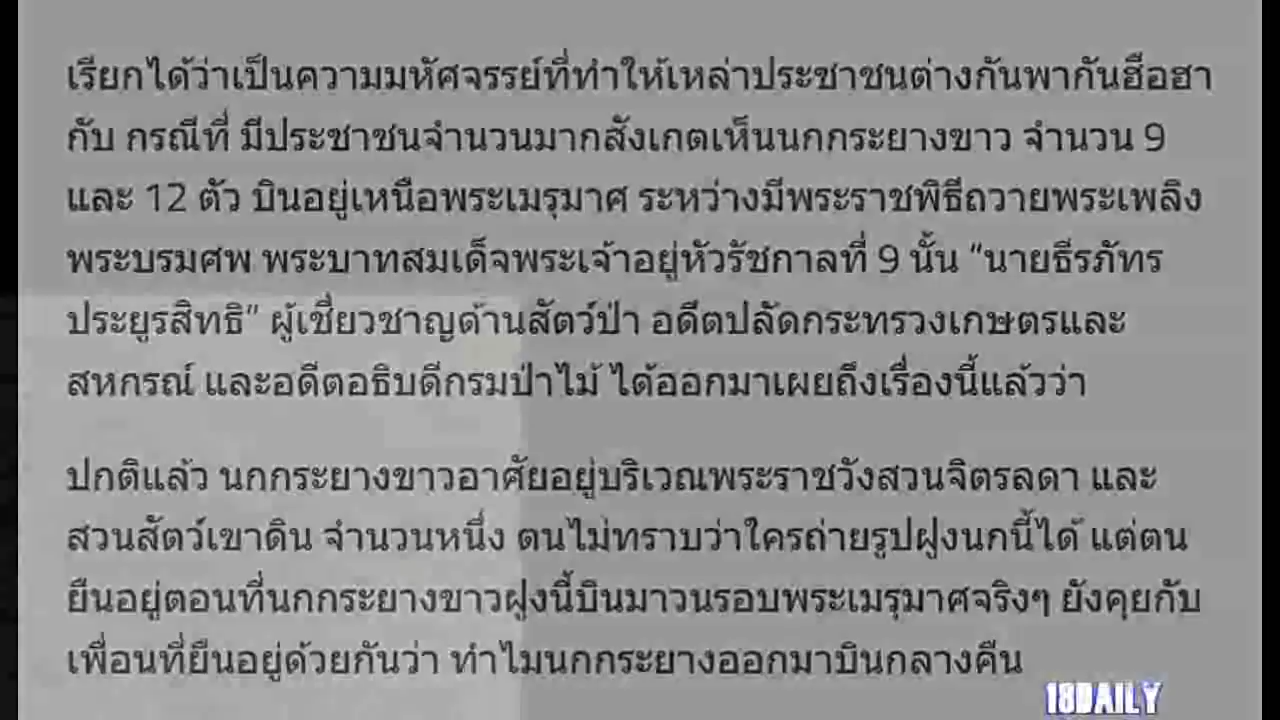 เรียกได้ว่าเป็นความมหัศจรรย์ที่ทำให้เหล่าประชาชนต่างกันพากันฮือฮา
กับ กรณีที่ มีประชาชนจำนวนมากสังเกตเห็นนกกระยางขาว จำนวน 9
และ 12 ตัว บินอยู่เหนือพระเมรุมาศ ระหว่างมีพระราชพิธีถวายพระเพลิง
พระบรมศพ พระบาทสมเด็จพระเจ้าอยู่หัวรัชกาลที่ 9 นั้น “นายธีรภัทร
ประยูรสิทธิ” ผู้เชี่ยวชาญด้านสัตว์ป่า อดีตปลัดกระทรวงเกษตรและ
สหกรณ์ และอดีตอธิบดีกรมป่าไม้ ได้ออกมาเผยถึงเรื่องนี้แล้วว่า
ปกติแล้ว นกกระยางขาวอาศัยอยู่บริเวณพระราชวังสวนจิตรลดา และ
สวนสัตว์เขาดิน จำนวนหนึ่ง ตนไม่ทราบว่าใครถ่ายรูปฝูงนกนี้ได้ แต่ตน
ยืนอยู่ตอนที่นกกระยางขาวฝูงนี้บินมาวนรอบพระเมรุมาศจริงๆ ยังคุยกับ
เพื่อนที่ยืนอยู่ด้วยกันว่า ทำไมนกกระยางออกมาบินกลางคืน
18DAILY